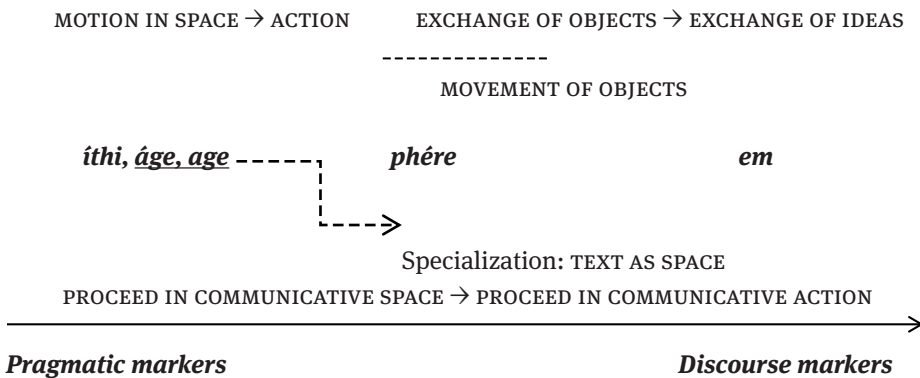 MOTION IN SPACE → ACTION EXCHANGE OF OBJECTS → EXCHANGE OF IDEAS
MOVEMENT OF OBJECTS
íthi, áge, age phére em
Specialization: TEXT AS SPACE
PROCEED IN COMMUNICATIVE SPACE → PROCEED IN COMMUNICATIVE ACTION
Pragmatic markers Discourse markers